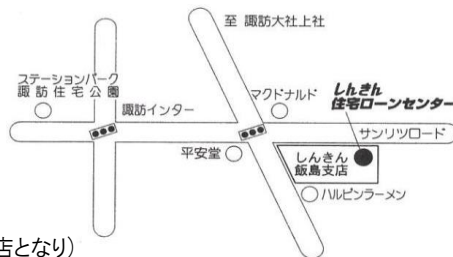 至 諏訪大社上社
ステーションパーク
諏訪住宅公園
諏訪インター
マクドナルド
しんきん
住宅ローンセンター
サンリツロード
平安堂
しんきん
飯島支店
ハルピンラーメン
店となり)